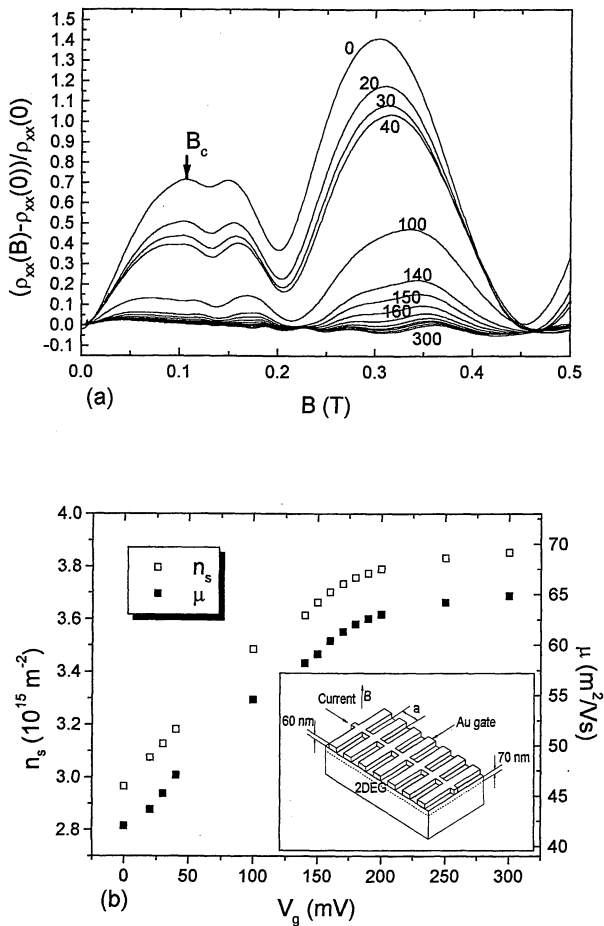 1.5
1.4
1.3
1.2
1.1
1.0
0.9
0.8
0.7
0.6
0.5
0.4
0.3
0.2
0.1
0.0
-0.1
(ρxx(B)-ρxx(0))/ρxx(0)
Bc
0
20
30
40
100
140
150
160
300
0.0 0.1 0.2 0.3 0.4 0.5
(a)
B (T)
4.0
3.8
3.6
3.4
3.2
3.0
2.8
ns (10^15 m^-2)
ns
μ
70
65
60
55
50
45
40
μ (m^2/Vs)
Current
B
a
Au gate
60 nm
70 nm
2DEG
0 50 100 150 200 250 300
(b)
Vg (mV)